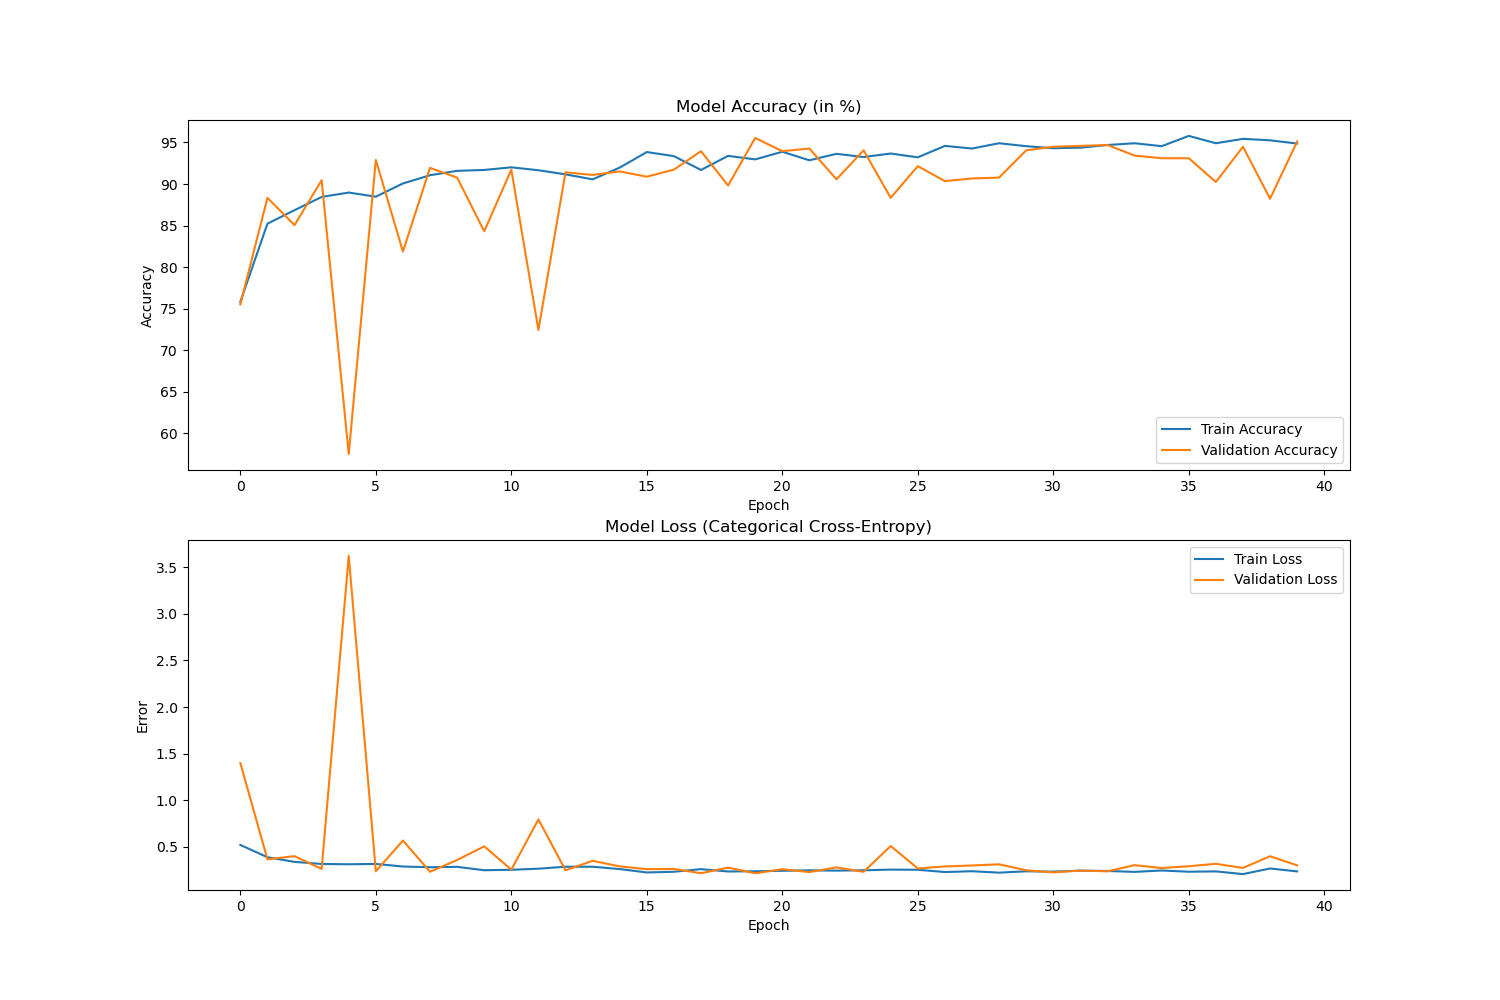 Model Accuracy (in %)
Accuracy
95
90
85
80
75
70
65
60
Train Accuracy
Validation Accuracy
0 5 10 15 20 25 30 35 40
Epoch
Model Loss (Categorical Cross-Entropy)
Error
3.5
3.0
2.5
2.0
1.5
1.0
0.5
Train Loss
Validation Loss
0 5 10 15 20 25 30 35 40
Epoch